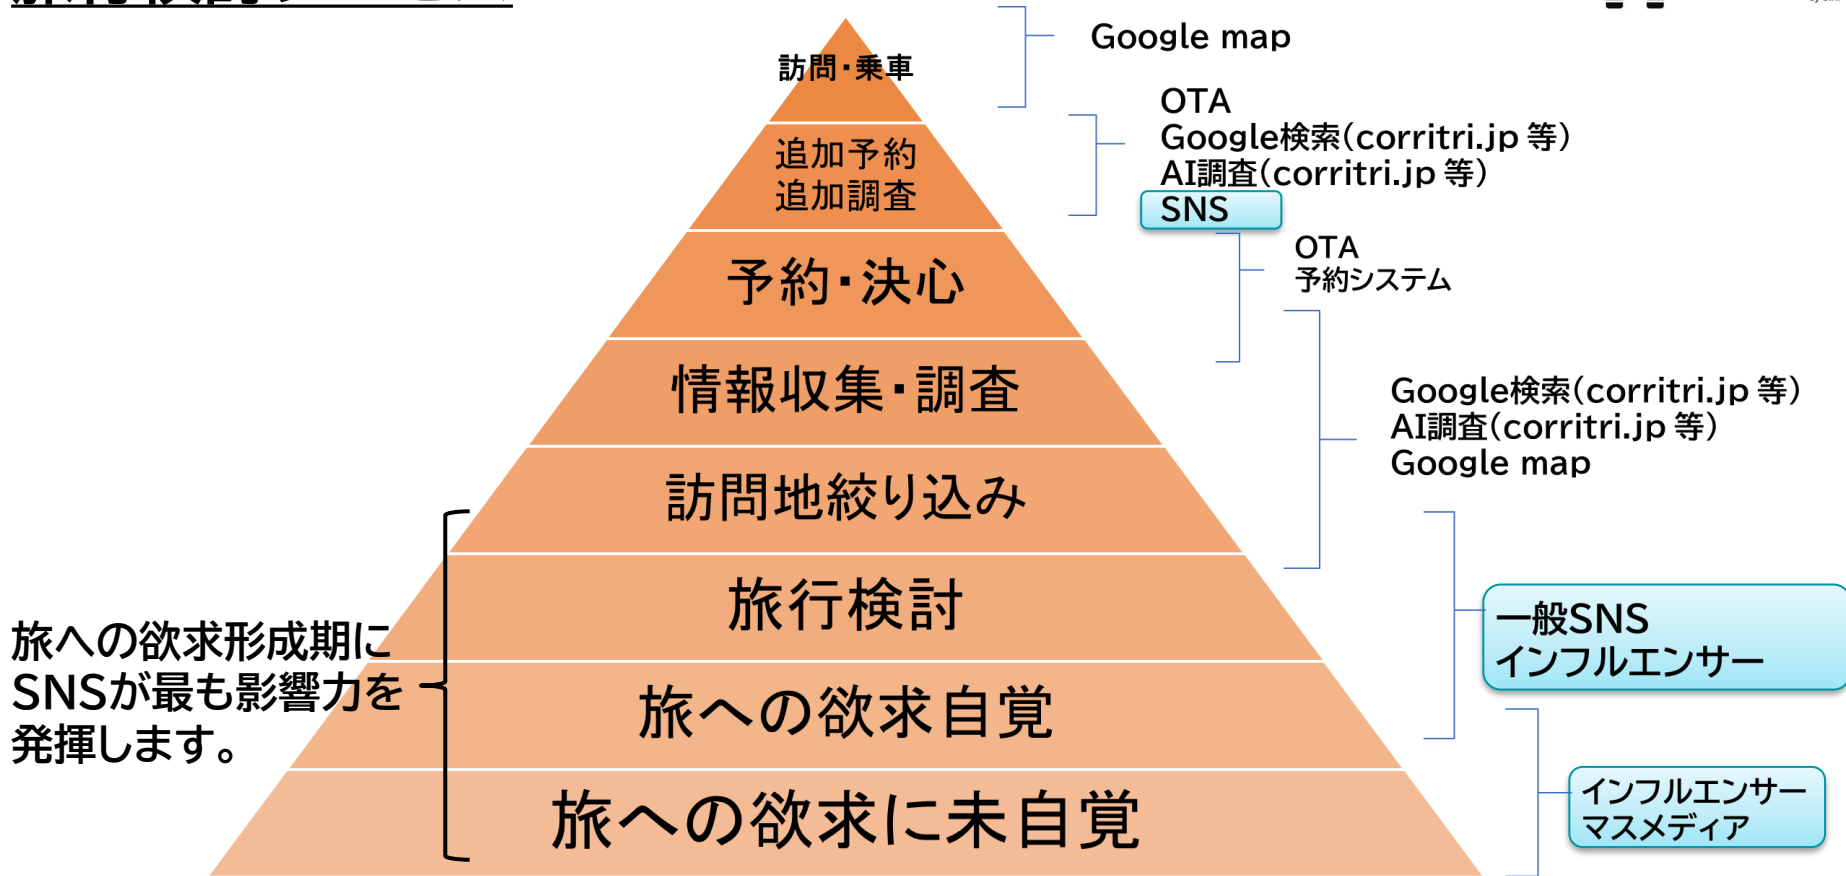 訪問・乗車
追加予約
追加調査
予約・決心
情報収集・調査
訪問地絞り込み
旅行検討
旅への欲求自覚
旅への欲求に未自覚
旅への欲求形成期に
SNSが最も影響力を
発揮します。
Google map
OTA
Google検索(corritri.jp 等)
AI調査(corritri.jp 等)
SNS
OTA
予約システム
Google検索(corritri.jp 等)
AI調査(corritri.jp 等)
Google map
一般SNS
インフルエンサー
インフルエンサー
マスメディア